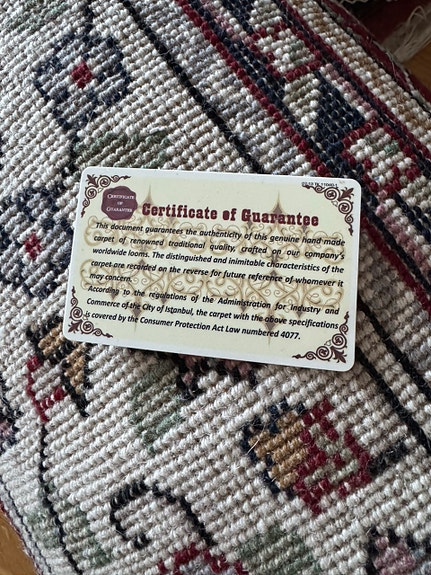 CERTIFICATE
OF
GUARANTEE
Certificate of Guarantee
This document guarantees the authenticity of this genuine hand made
carpet of renowned traditional quality, crafted on our company's
worldwide looms. The distinguished and inimitable characteristics of the
carpet are recorded on the reverse for future reference of whomever it
may concern.
According to the regulations of the Administration for Industry and
Commerce of the City of Istanbul, the carpet with the above specifications
is covered by the Consumer Protection Act Law numbered 4077.